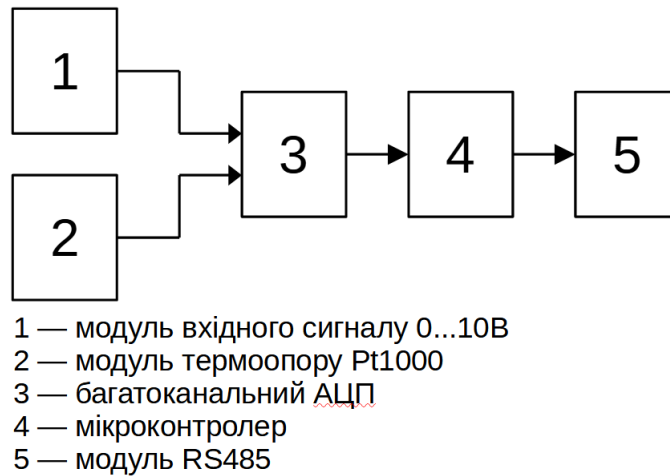 1
2
3
4
5
1 — модуль вхідного сигналу 0...10В
2 — модуль термоопору Pt1000
3 — багатоканальний АЦП
4 — мікроконтролер
5 — модуль RS485